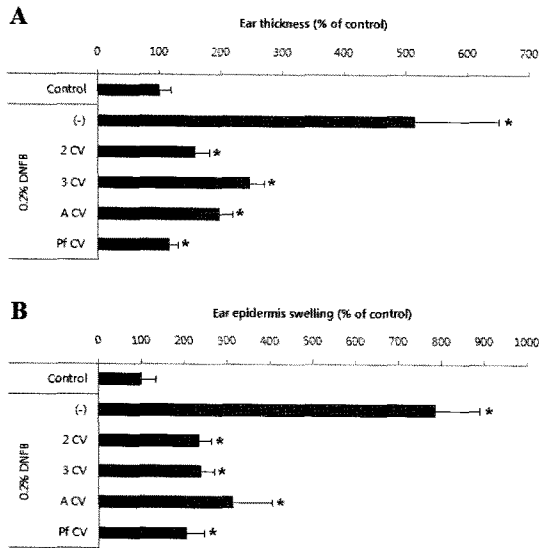 A
Ear thickness (% of control)
0 100 200 300 400 500 600 700
Control
(-) *
2 CV *
3 CV *
A CV *
Pf CV *
0.2% DNFB
B
Ear epidermis swelling (% of control)
0 100 200 300 400 500 600 700 800 900 1000
Control
(-) *
2 CV *
3 CV *
A CV *
Pf CV *
0.2% DNFB